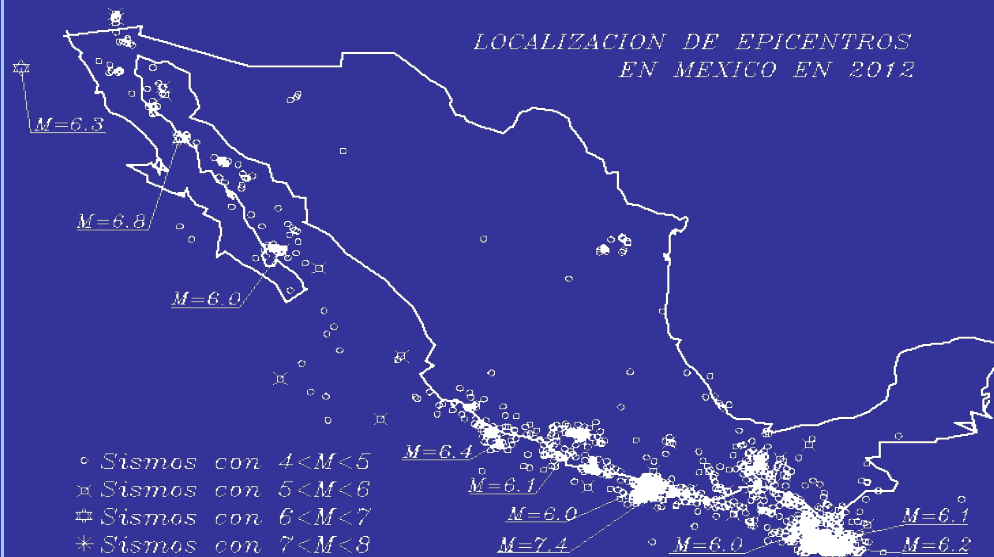 LOCALIZACION DE EPICENTROS
EN MEXICO EN 2012
M=6.3
M=6.8
M=6.0
M=6.4
M=6.1
M=6.0
M=7.4
M=6.0
M=6.1
M=6.2
Sismos con 4<M<5
Sismos con 5<M<6
Sismos con 6<M<7
Sismos con 7<M<8